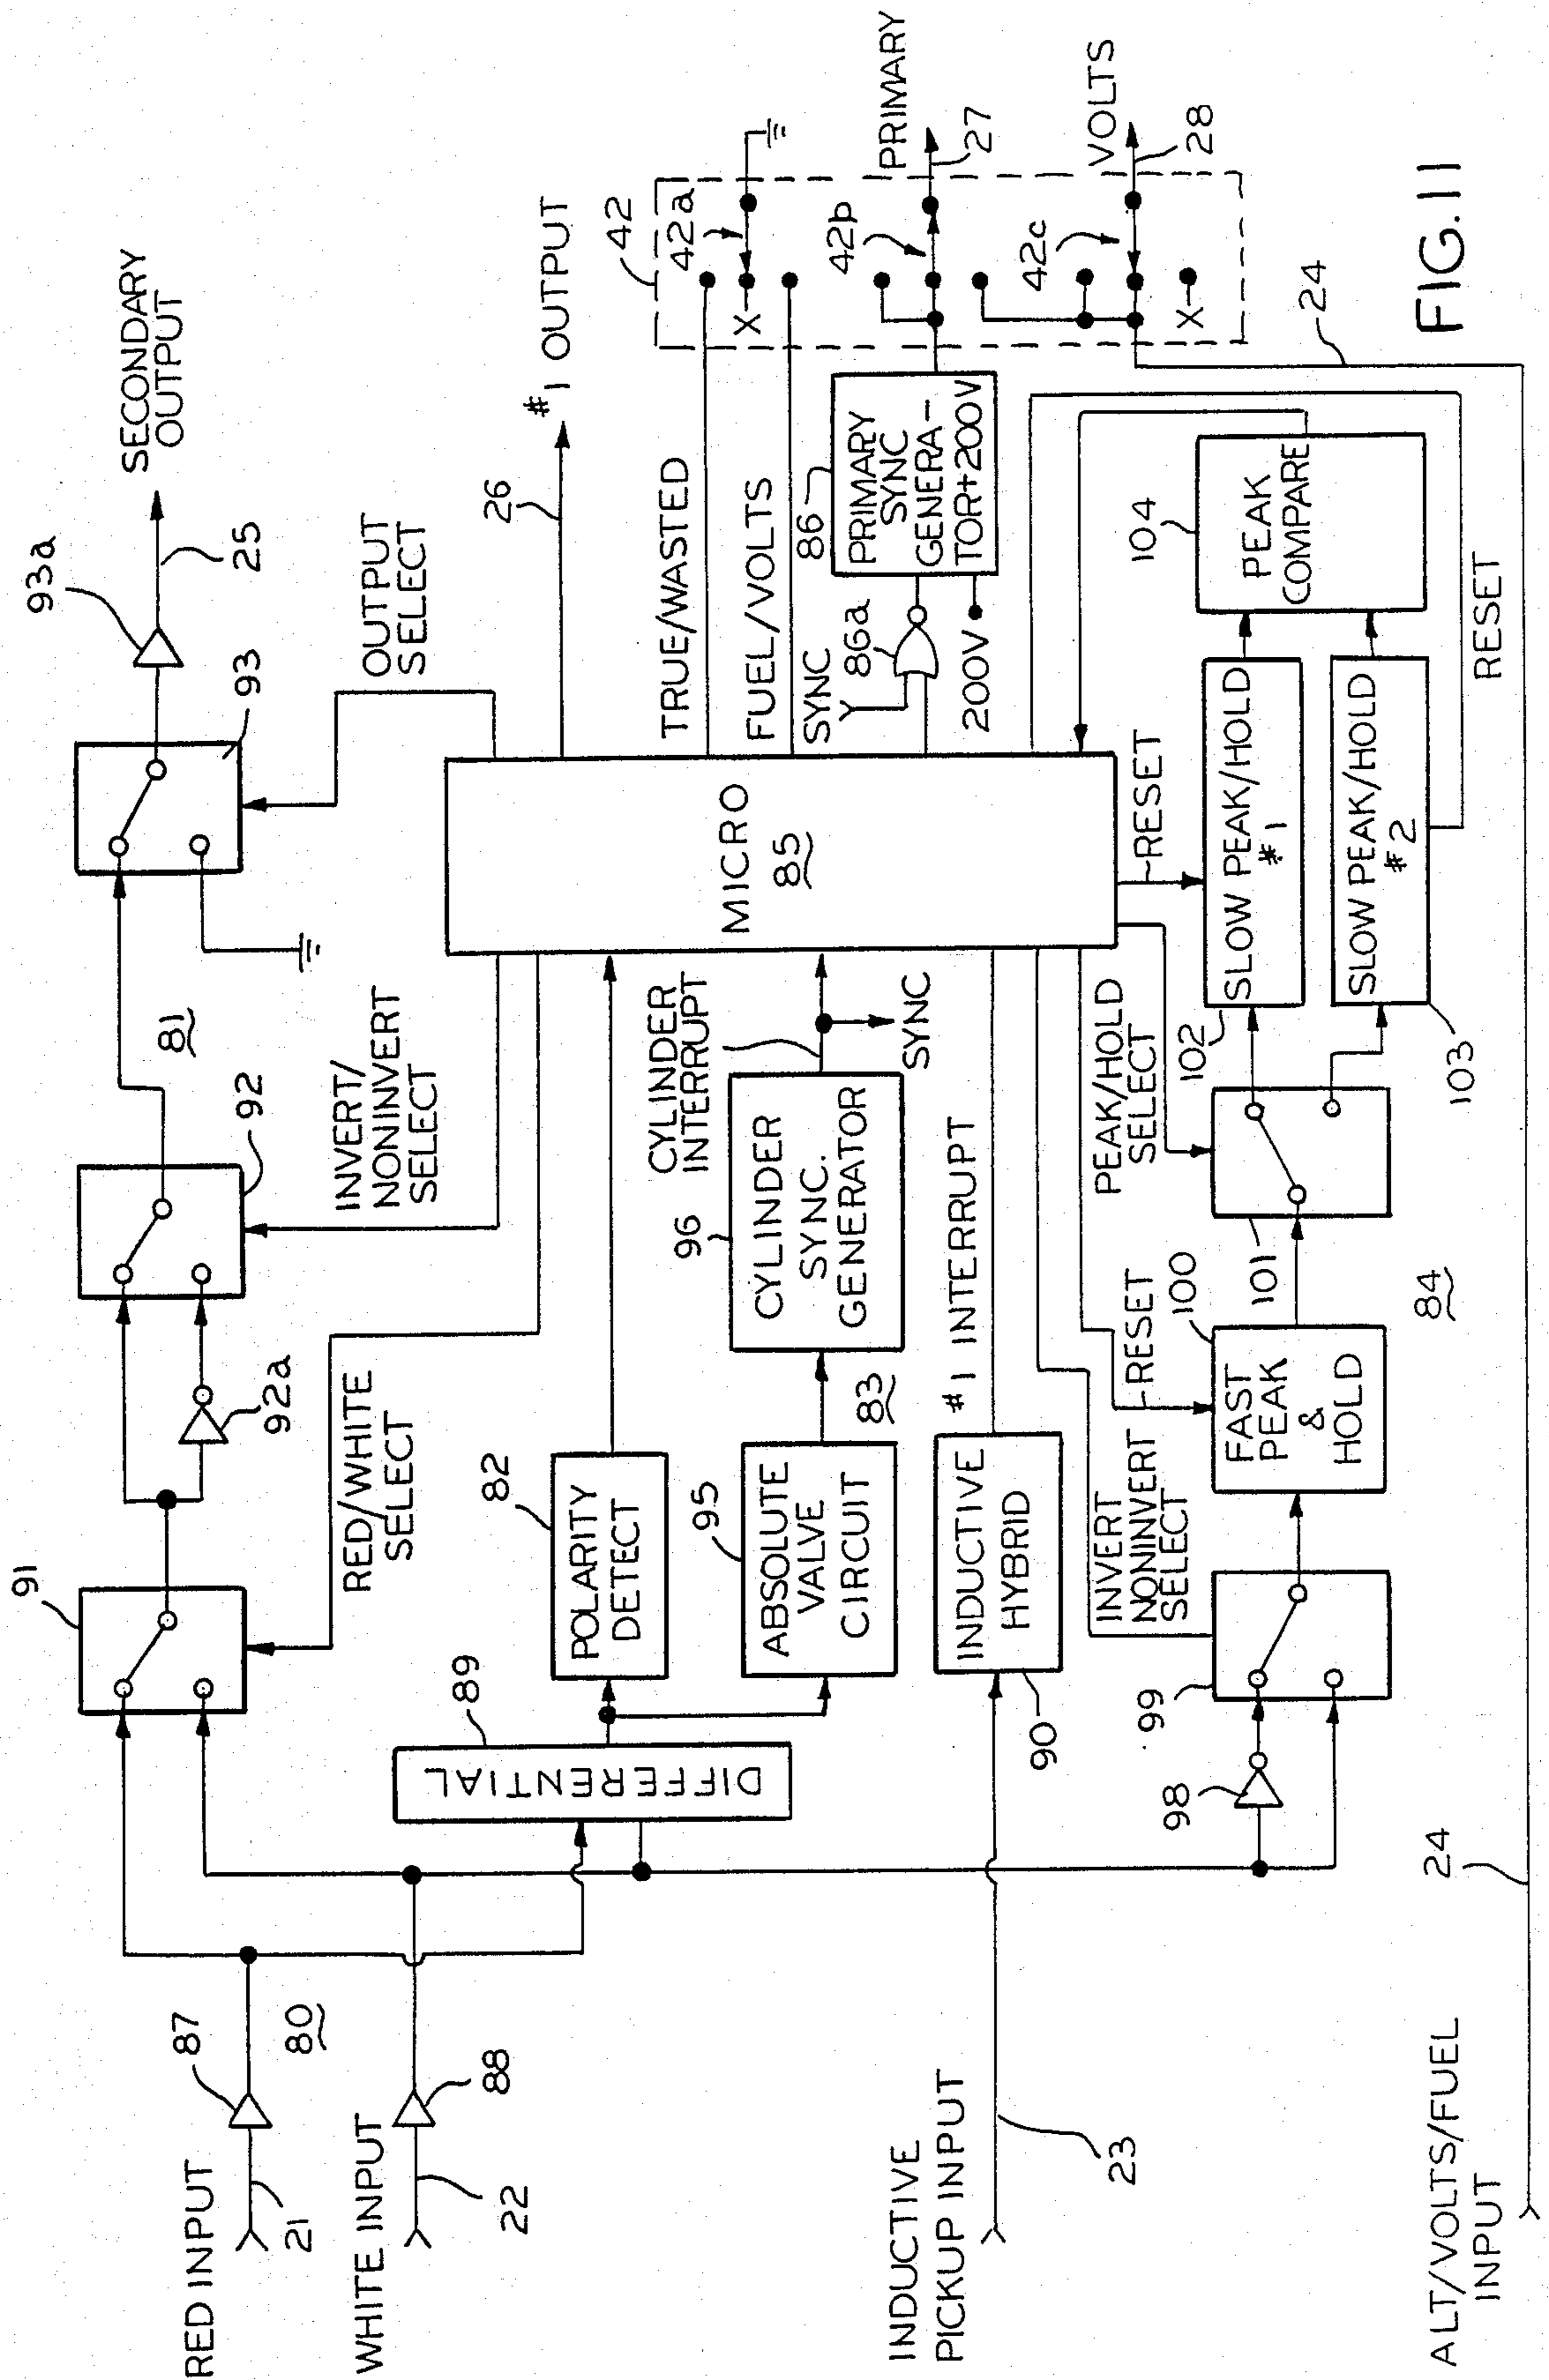 RED INPUT
21
87
80
WHITE INPUT
22
88
91
RED/WHITE
SELECT
92a
92
INVERT/
NONINVERT
SELECT
81
93
93a
25
SECONDARY
OUTPUT
OUTPUT
SELECT
DIFFERENTIAL
89
POLARITY
DETECT
82
ABSOLUTE
VALVE
CIRCUIT
95
83
CYLINDER
SYNC.
GENERATOR
96
CYLINDER
INTERRUPT
SYNC
MICRO
85
26
#1 OUTPUT
TRUE/WASTED
FUEL/VOLTS
SYNC
86a
200V
86
PRIMARY
SYNC
GENERA-
TOR+200V
42
42a
X
42b
42c
X
PRIMARY
27
VOLTS
28
INDUCTIVE
PICKUP INPUT
23
INDUCTIVE
HYBRID
90
#1 INTERRUPT
98
99
INVERT
NONINVERT
SELECT
RESET
FAST
PEAK
&
HOLD
100
84
101
PEAK/HOLD
SELECT
RESET
102
SLOW PEAK/HOLD
#1
103
SLOW PEAK/HOLD
#2
PEAK
COMPARE
104
RESET
24
ALT/VOLTS/FUEL
INPUT
24
FIG.11